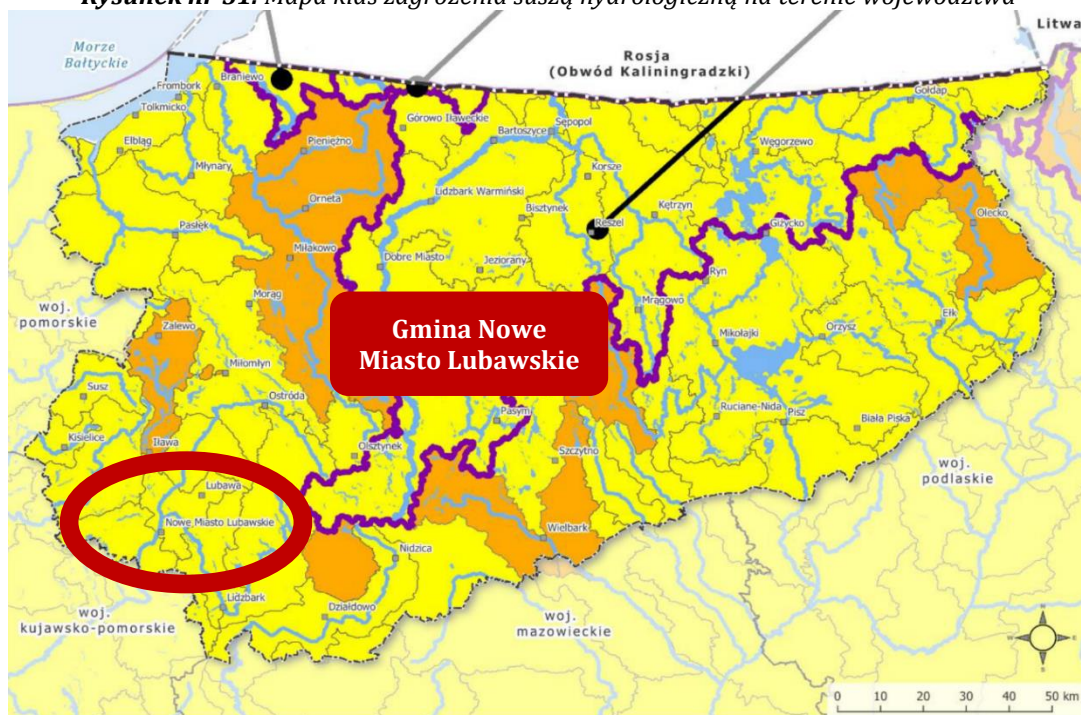 Rysunek nr 31. Mapa klas zagrożenia suszą hydrologiczną na terenie województwa
Morze
Bałtyckie
Rosja
(Obwód Kaliningradzki)
Litwa
Frombork
Braniewo
Tolkmicko
Elbląg
Młynary
Pieniężno
Górowo Iławeckie
Bartoszyce
Sępopol
Korsze
Węgorzewo
Gołdap
Orneta
Lidzbark Warmiński
Bisztynek
Reszel
Kętrzyn
Giżycko
Olecko
Pasłęk
Miłakowo
Dobre Miasto
Jeziorany
Ryn
Mrągowo
Morąg
woj.
pomorskie
Zalewo
Gmina Nowe
Miasto Lubawskie
Mikołajki
Orzysz
Ełk
Miłomłyn
Susz
Ostróda
Kisielice
Iława
Olsztynek
Pasym
Szczytno
Ruciane-Nida
Pisz
Biała Piska
woj.
podlaskie
Lubawa
Nowe Miasto Lubawskie
Wielbark
Nidzica
Lidzbark
Działdowo
woj.
kujawsko-pomorskie
woj.
mazowieckie
N
W
E
S
0 10 20 30 40 50 km